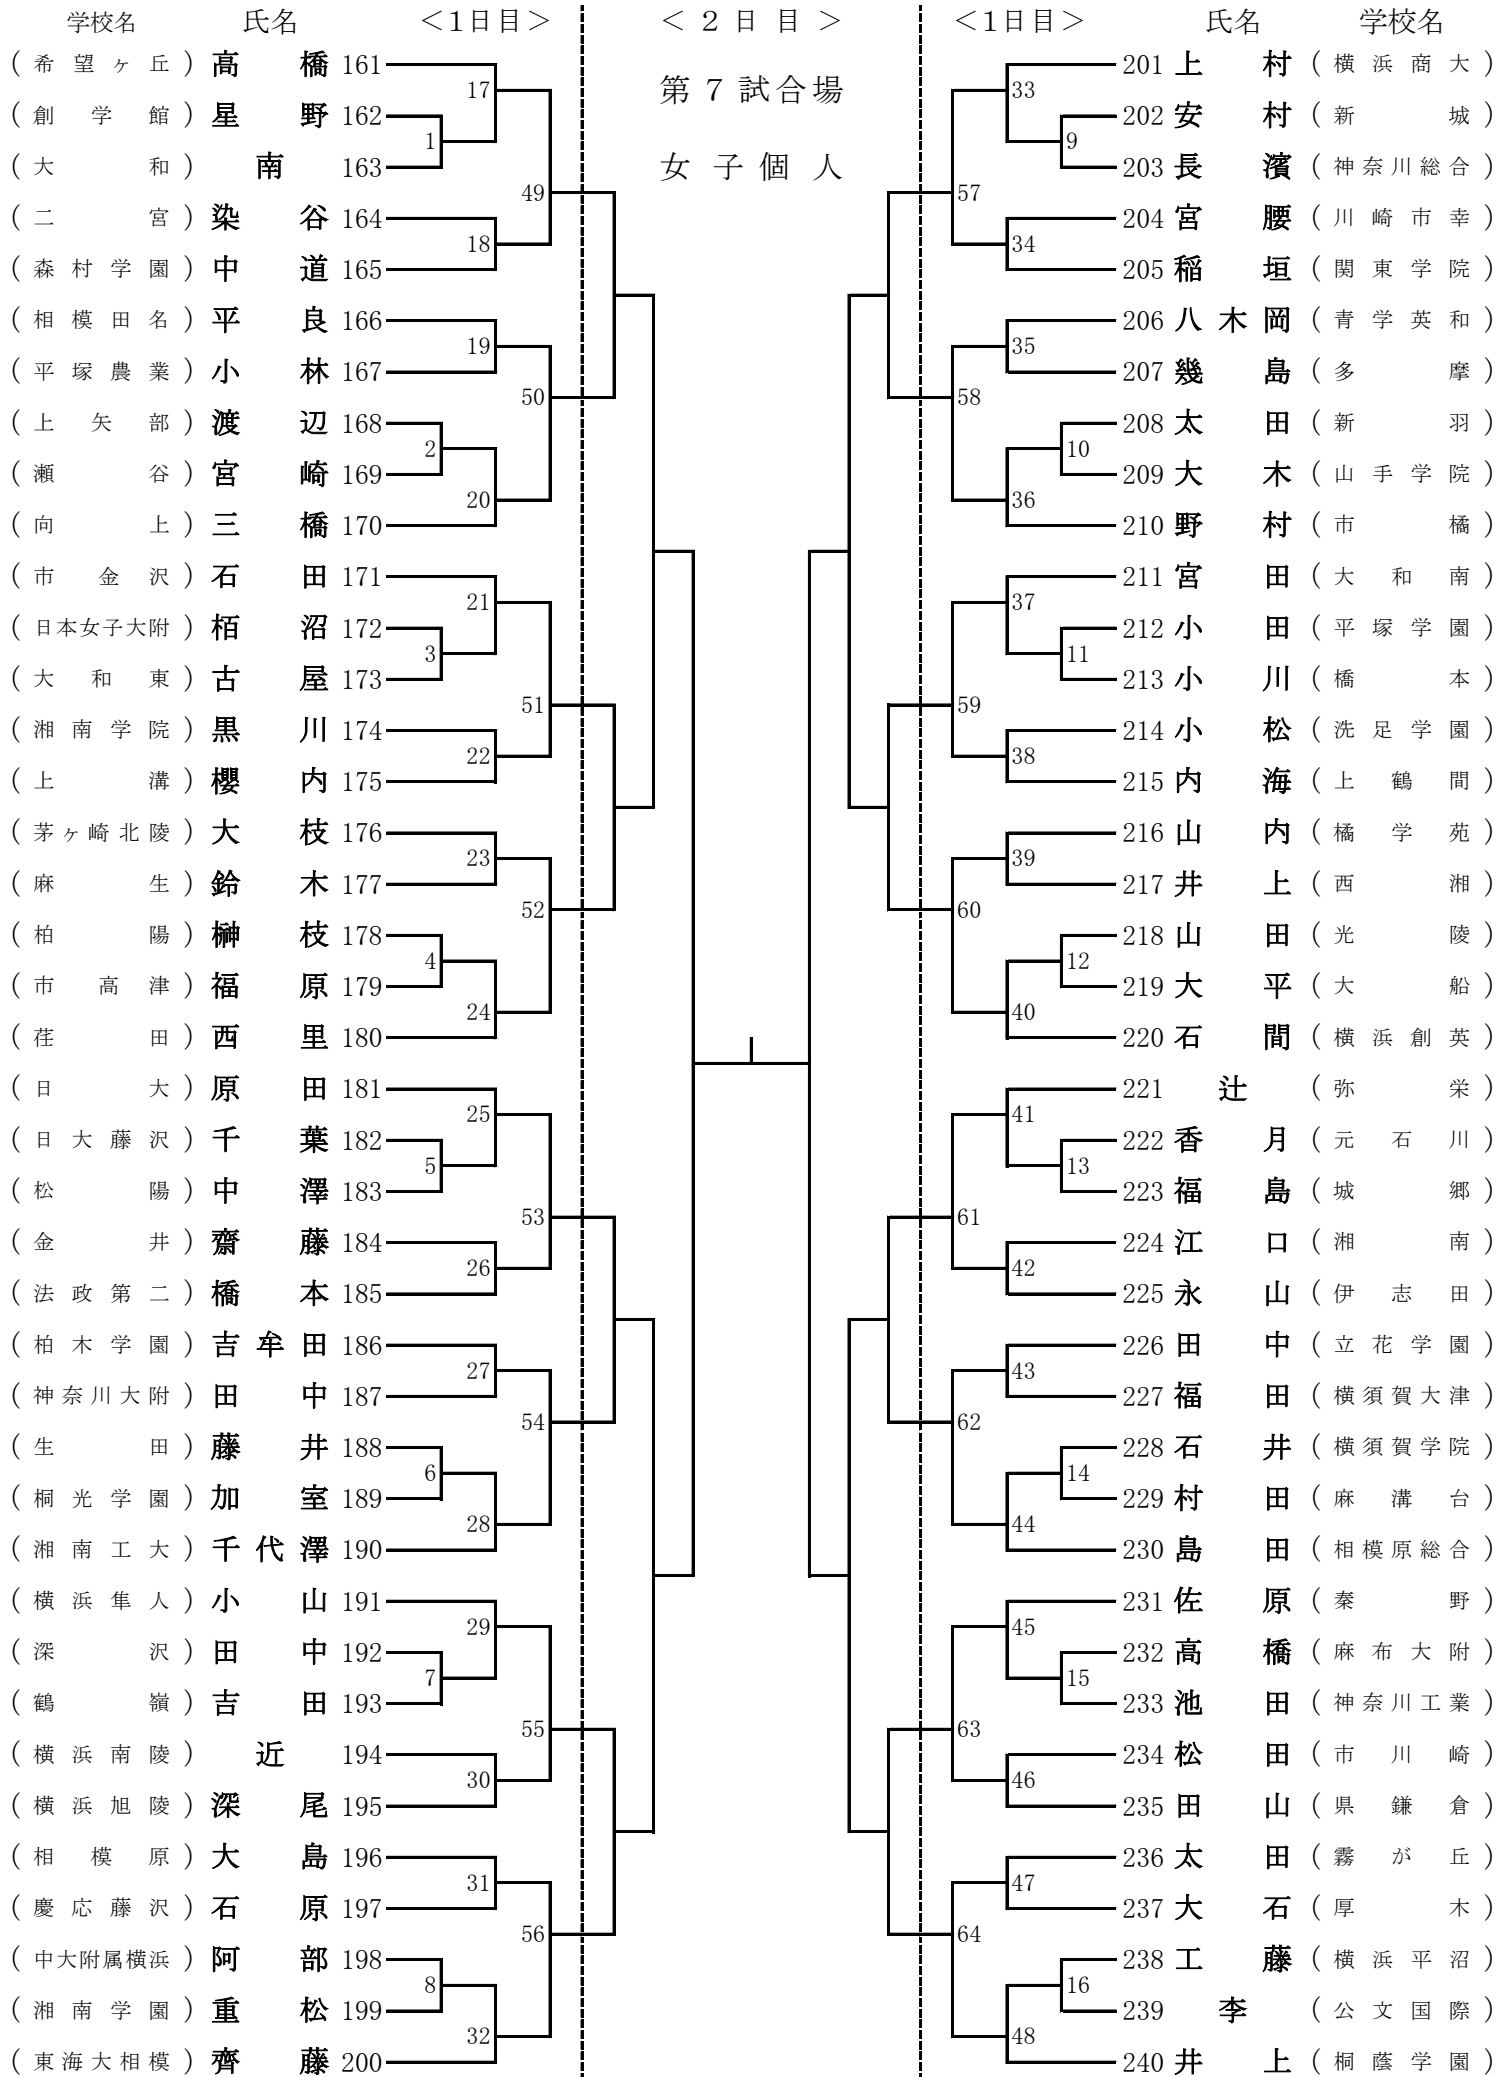 学校名 氏名 <1日目> < 2 日 目 > <1日目> 氏名 学校名
第 7 試合場
女 子 個 人
(希望ヶ丘) 高橋 161
(創学館) 星野 162
(大和) 南 163
(二宮) 染谷 164
(森村学園) 中道 165
(相模田名) 平良 166
(平塚農業) 小林 167
(上矢部) 渡辺 168
(瀬谷) 宮崎 169
(向上) 三橋 170
(市金沢) 石田 171
(日本女子大附) 栢沼 172
(大和東) 古屋 173
(湘南学院) 黒川 174
(上溝) 櫻内 175
(茅ヶ崎北陵) 大枝 176
(麻生) 鈴木 177
(柏陽) 榊枝 178
(市高津) 福原 179
(荏田) 西里 180
(日大) 原田 181
(日大藤沢) 千葉 182
(松陽) 中澤 183
(金井) 齋藤 184
(法政第二) 橋本 185
(柏木学園) 吉牟田 186
(神奈川大附) 田中 187
(生田) 藤井 188
(桐光学園) 加室 189
(湘南工大) 千代澤 190
(横浜隼人) 小山 191
(深沢) 田中 192
(鶴嶺) 吉田 193
(横浜南陵) 近 194
(横浜旭陵) 深尾 195
(相模原) 大島 196
(慶応藤沢) 石原 197
(中大附属横浜) 阿部 198
(湘南学園) 重松 199
(東海大相模) 齊藤 200
17
1
49
18
19
50
2
20
21
3
51
22
23
52
4
24
25
5
53
26
27
54
6
28
29
7
55
30
31
56
8
32
33
9
57
34
35
58
10
36
37
11
59
38
39
60
12
40
41
13
61
42
43
62
14
44
45
15
63
46
47
64
16
48
201 上村 (横浜商大)
202 安村 (新城)
203 長濱 (神奈川総合)
204 宮腰 (川崎市幸)
205 稲垣 (関東学院)
206 八木岡 (青学英和)
207 幾島 (多摩)
208 太田 (新羽)
209 大木 (山手学院)
210 野村 (市橘)
211 宮田 (大和南)
212 小田 (平塚学園)
213 小川 (橋本)
214 小松 (洗足学園)
215 内海 (上鶴間)
216 山内 (橘学苑)
217 井上 (西湘)
218 山田 (光陵)
219 大平 (大船)
220 石間 (横浜創英)
221 辻 (弥栄)
222 香月 (元石川)
223 福島 (城郷)
224 江口 (湘南)
225 永山 (伊志田)
226 田中 (立花学園)
227 福田 (横須賀大津)
228 石井 (横須賀学院)
229 村田 (麻溝台)
230 島田 (相模原総合)
231 佐原 (秦野)
232 高橋 (麻布大附)
233 池田 (神奈川工業)
234 松田 (市川崎)
235 田山 (県鎌倉)
236 太田 (霧が丘)
237 大石 (厚木)
238 工藤 (横浜平沼)
239 李 (公文国際)
240 井上 (桐蔭学園)